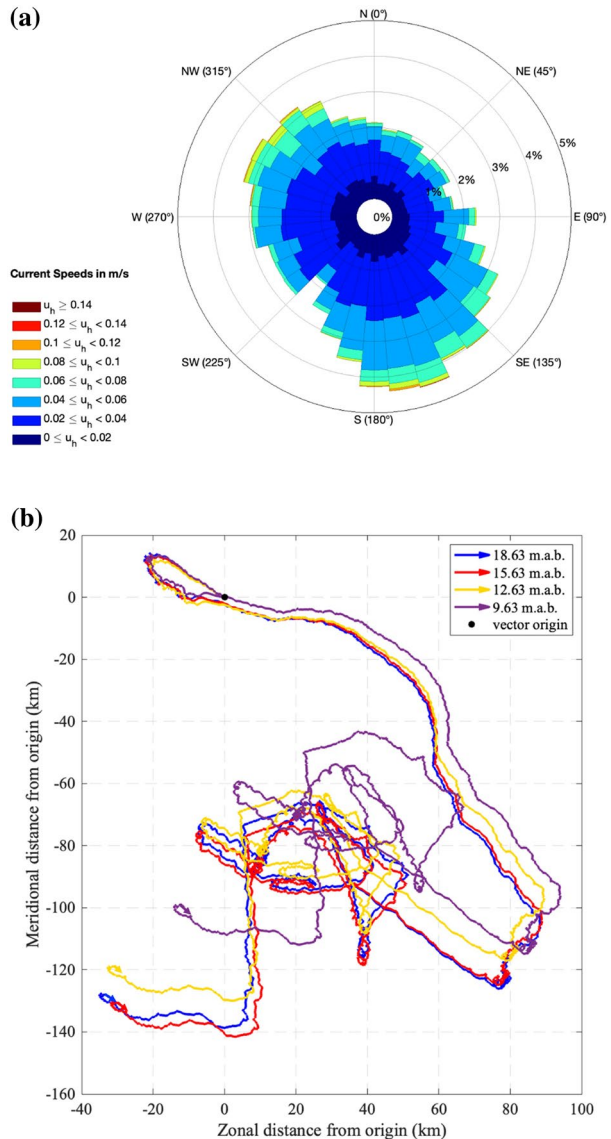 (a)
N (0°)
NW (315°)
NE (45°)
5%
4%
3%
2%
1%
0%
W (270°)
E (90°)
Current Speeds in m/s
u_h ≥ 0.14
0.12 ≤ u_h < 0.14
0.1 ≤ u_h < 0.12
0.08 ≤ u_h < 0.1
0.06 ≤ u_h < 0.08
0.04 ≤ u_h < 0.06
0.02 ≤ u_h < 0.04
0 ≤ u_h < 0.02
SW (225°)
SE (135°)
S (180°)
(b)
20
0
-20
-40
-60
-80
-100
-120
-140
-160
Meridional distance from origin (km)
18.63 m.a.b.
15.63 m.a.b.
12.63 m.a.b.
9.63 m.a.b.
vector origin
-40
-20
0
20
40
60
80
100
Zonal distance from origin (km)